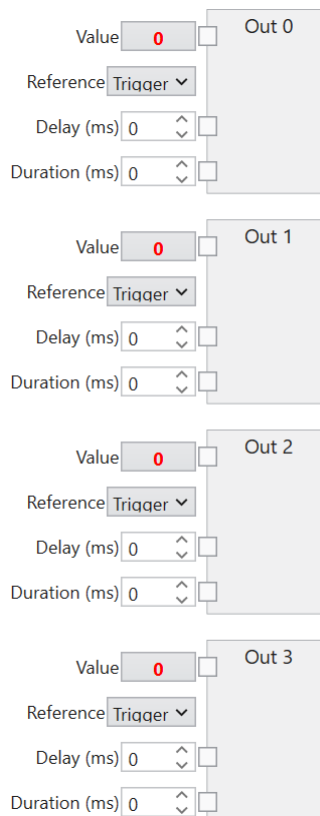 Out 0
Value 0
Reference Trigger
Delay (ms) 0
Duration (ms) 0
Out 1
Value 0
Reference Trigger
Delay (ms) 0
Duration (ms) 0
Out 2
Value 0
Reference Trigger
Delay (ms) 0
Duration (ms) 0
Out 3
Value 0
Reference Trigger
Delay (ms) 0
Duration (ms) 0